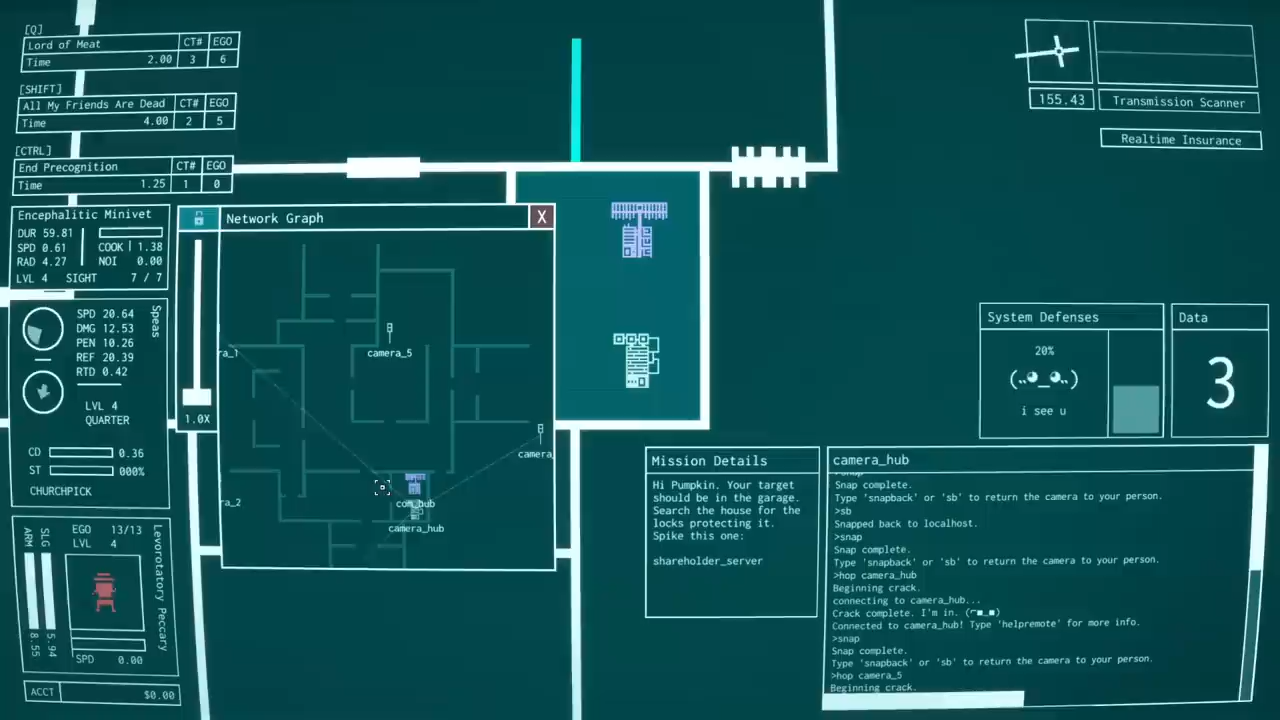 [Q]
Lord of Meat CT# EGO
Time 2.00 3 6
[SHIFT]
All My Friends Are Dead CT# EGO
Time 4.00 2 5
[CTRL]
End Precognition CT# EGO
Time 1.25 1 0
Encephalitic Minivet
DUR 59.81
SPD 0.61 COOK 1.38
RAD 4.27 NOI 0.00
LVL 4 SIGHT 7 / 7
Speas
SPD 20.64
DMG 12.53
PEN 10.26
REF 20.39
RTD 0.42
LVL 4
QUARTER
CD 0.36
ST 000%
CHURCHPICK
EGO 13/13
LVL 4
ARM SLG
8.55 5.94
Levorotatory Peccary
SPD 0.00
ACCT $0.00
Network Graph X
1.0X
camera_5
ra_1
camera_
ra_2
com_hub
camera_hub
155.43 Transmission Scanner
Realtime Insurance
System Defenses
20%
i see u
Data
3
Mission Details
Hi Pumpkin. Your target
should be in the garage.
Search the house for the
locks protecting it.
Spike this one:
shareholder_server
camera_hub
>snap
Snap complete.
Type 'snapback' or 'sb' to return the camera to your person.
>sb
Snapped back to localhost.
>snap
Snap complete.
Type 'snapback' or 'sb' to return the camera to your person.
>hop camera_hub
Beginning crack.
connecting to camera_hub...
Crack complete. I'm in. (⌐■_■)
Connected to camera_hub! Type 'helpremote' for more info.
>snap
Snap complete.
Type 'snapback' or 'sb' to return the camera to your person.
>hop camera_5
Beginning crack.